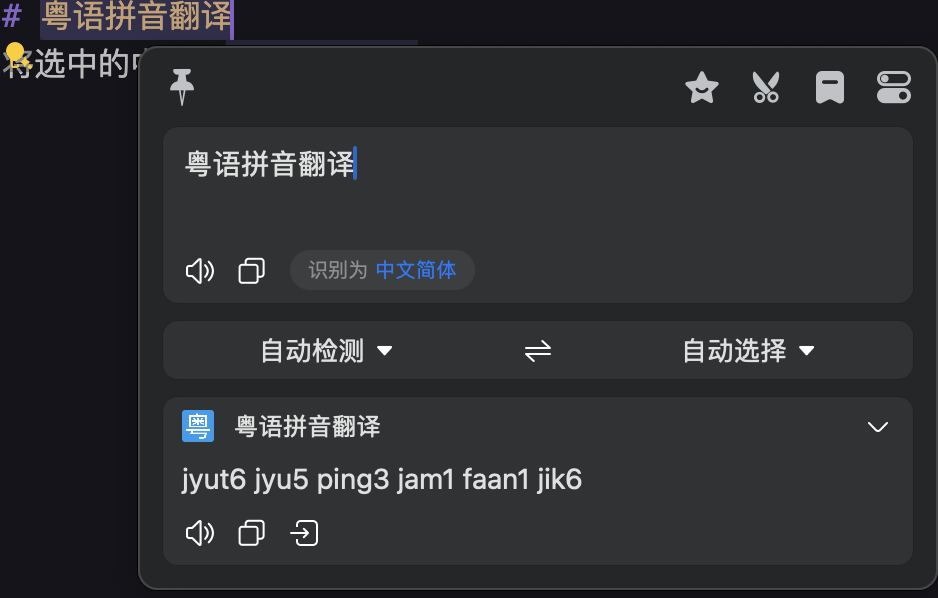 # 粤语拼音翻译
将选中的
粤语拼音翻译
识别为 中文简体
自动检测 自动选择
粤 粤语拼音翻译
jyut6 jyu5 ping3 jam1 faan1 jik6